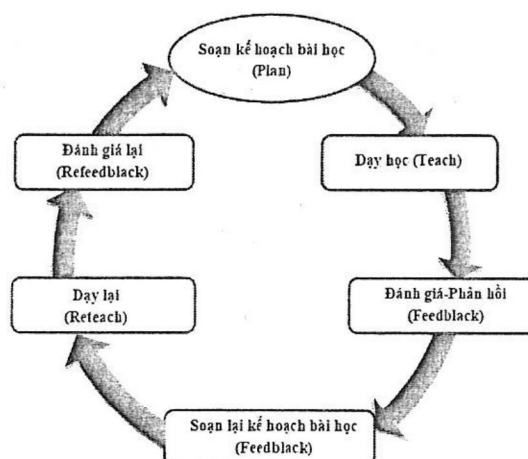 Soạn kế hoạch bài học
(Plan)
Dạy học (Teach)
Đánh giá-Phản hồi
(Feedblack)
Soạn lại kế hoạch bài học
(Feedblack)
Dạy lại
(Reteach)
Đánh giá lại
(Refeedblack)